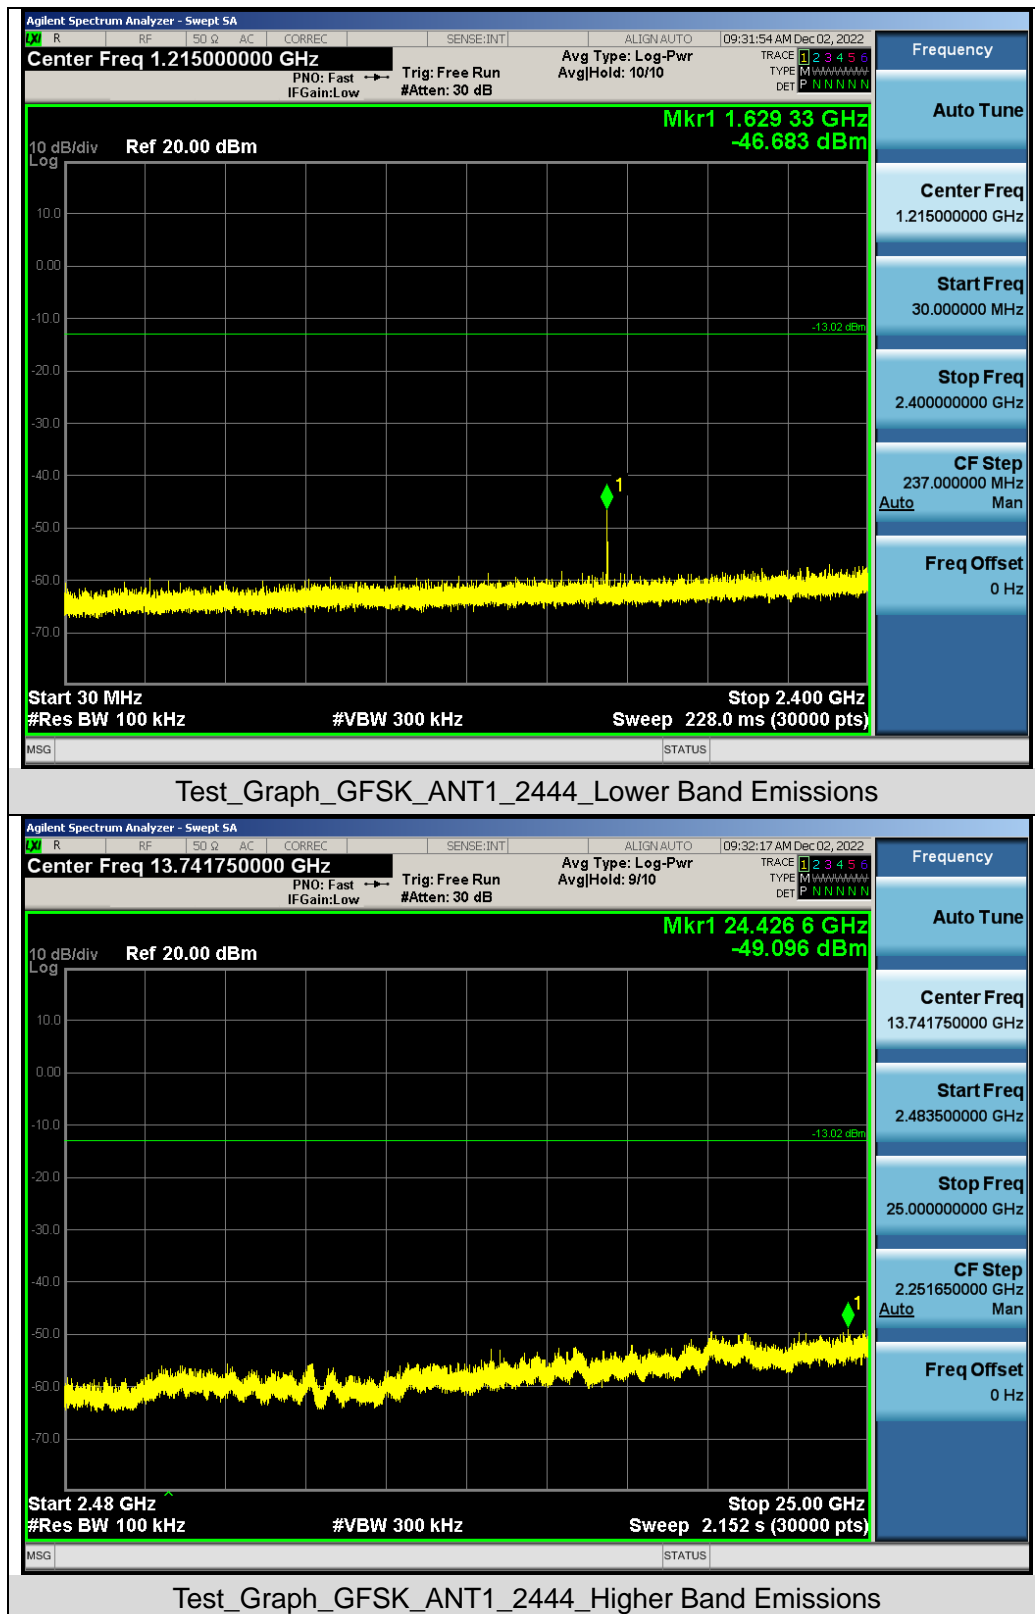 Agilent Spectrum Analyzer - Swept SA
LXI R RF 50 Ω AC CORREC SENSE:INT ALIGN AUTO 09:31:54 AM Dec 02, 2022
Center Freq 1.215000000 GHz
PNO: Fast
IFGain:Low
Trig: Free Run
#Atten: 30 dB
Avg Type: Log-Pwr
Avg|Hold: 10/10
TRACE 1 2 3 4 5 6
TYPE M WWWWW
DET P N N N N N
Frequency
Mkr1 1.629 33 GHz
-46.683 dBm
10 dB/div Ref 20.00 dBm
Log
10.0
0.00
-10.0
-13.02 dBm
-20.0
-30.0
-40.0
1
-50.0
-60.0
-70.0
Start 30 MHz Stop 2.400 GHz
#Res BW 100 kHz #VBW 300 kHz Sweep 228.0 ms (30000 pts)
MSG STATUS
Auto Tune
Center Freq
1.215000000 GHz
Start Freq
30.000000 MHz
Stop Freq
2.400000000 GHz
CF Step
237.000000 MHz
Auto Man
Freq Offset
0 Hz
Test_Graph_GFSK_ANT1_2444_Lower Band Emissions
Agilent Spectrum Analyzer - Swept SA
LXI R RF 50 Ω AC CORREC SENSE:INT ALIGN AUTO 09:32:17 AM Dec 02, 2022
Center Freq 13.741750000 GHz
PNO: Fast
IFGain:Low
Trig: Free Run
#Atten: 30 dB
Avg Type: Log-Pwr
Avg|Hold: 9/10
TRACE 1 2 3 4 5 6
TYPE M WWWWW
DET P N N N N N
Frequency
Mkr1 24.426 6 GHz
-49.096 dBm
10 dB/div Ref 20.00 dBm
Log
10.0
0.00
-10.0
-13.02 dBm
-20.0
-30.0
-40.0
1
-50.0
-60.0
-70.0
Start 2.48 GHz Stop 25.00 GHz
#Res BW 100 kHz #VBW 300 kHz Sweep 2.152 s (30000 pts)
MSG STATUS
Auto Tune
Center Freq
13.741750000 GHz
Start Freq
2.483500000 GHz
Stop Freq
25.000000000 GHz
CF Step
2.251650000 GHz
Auto Man
Freq Offset
0 Hz
Test_Graph_GFSK_ANT1_2444_Higher Band Emissions